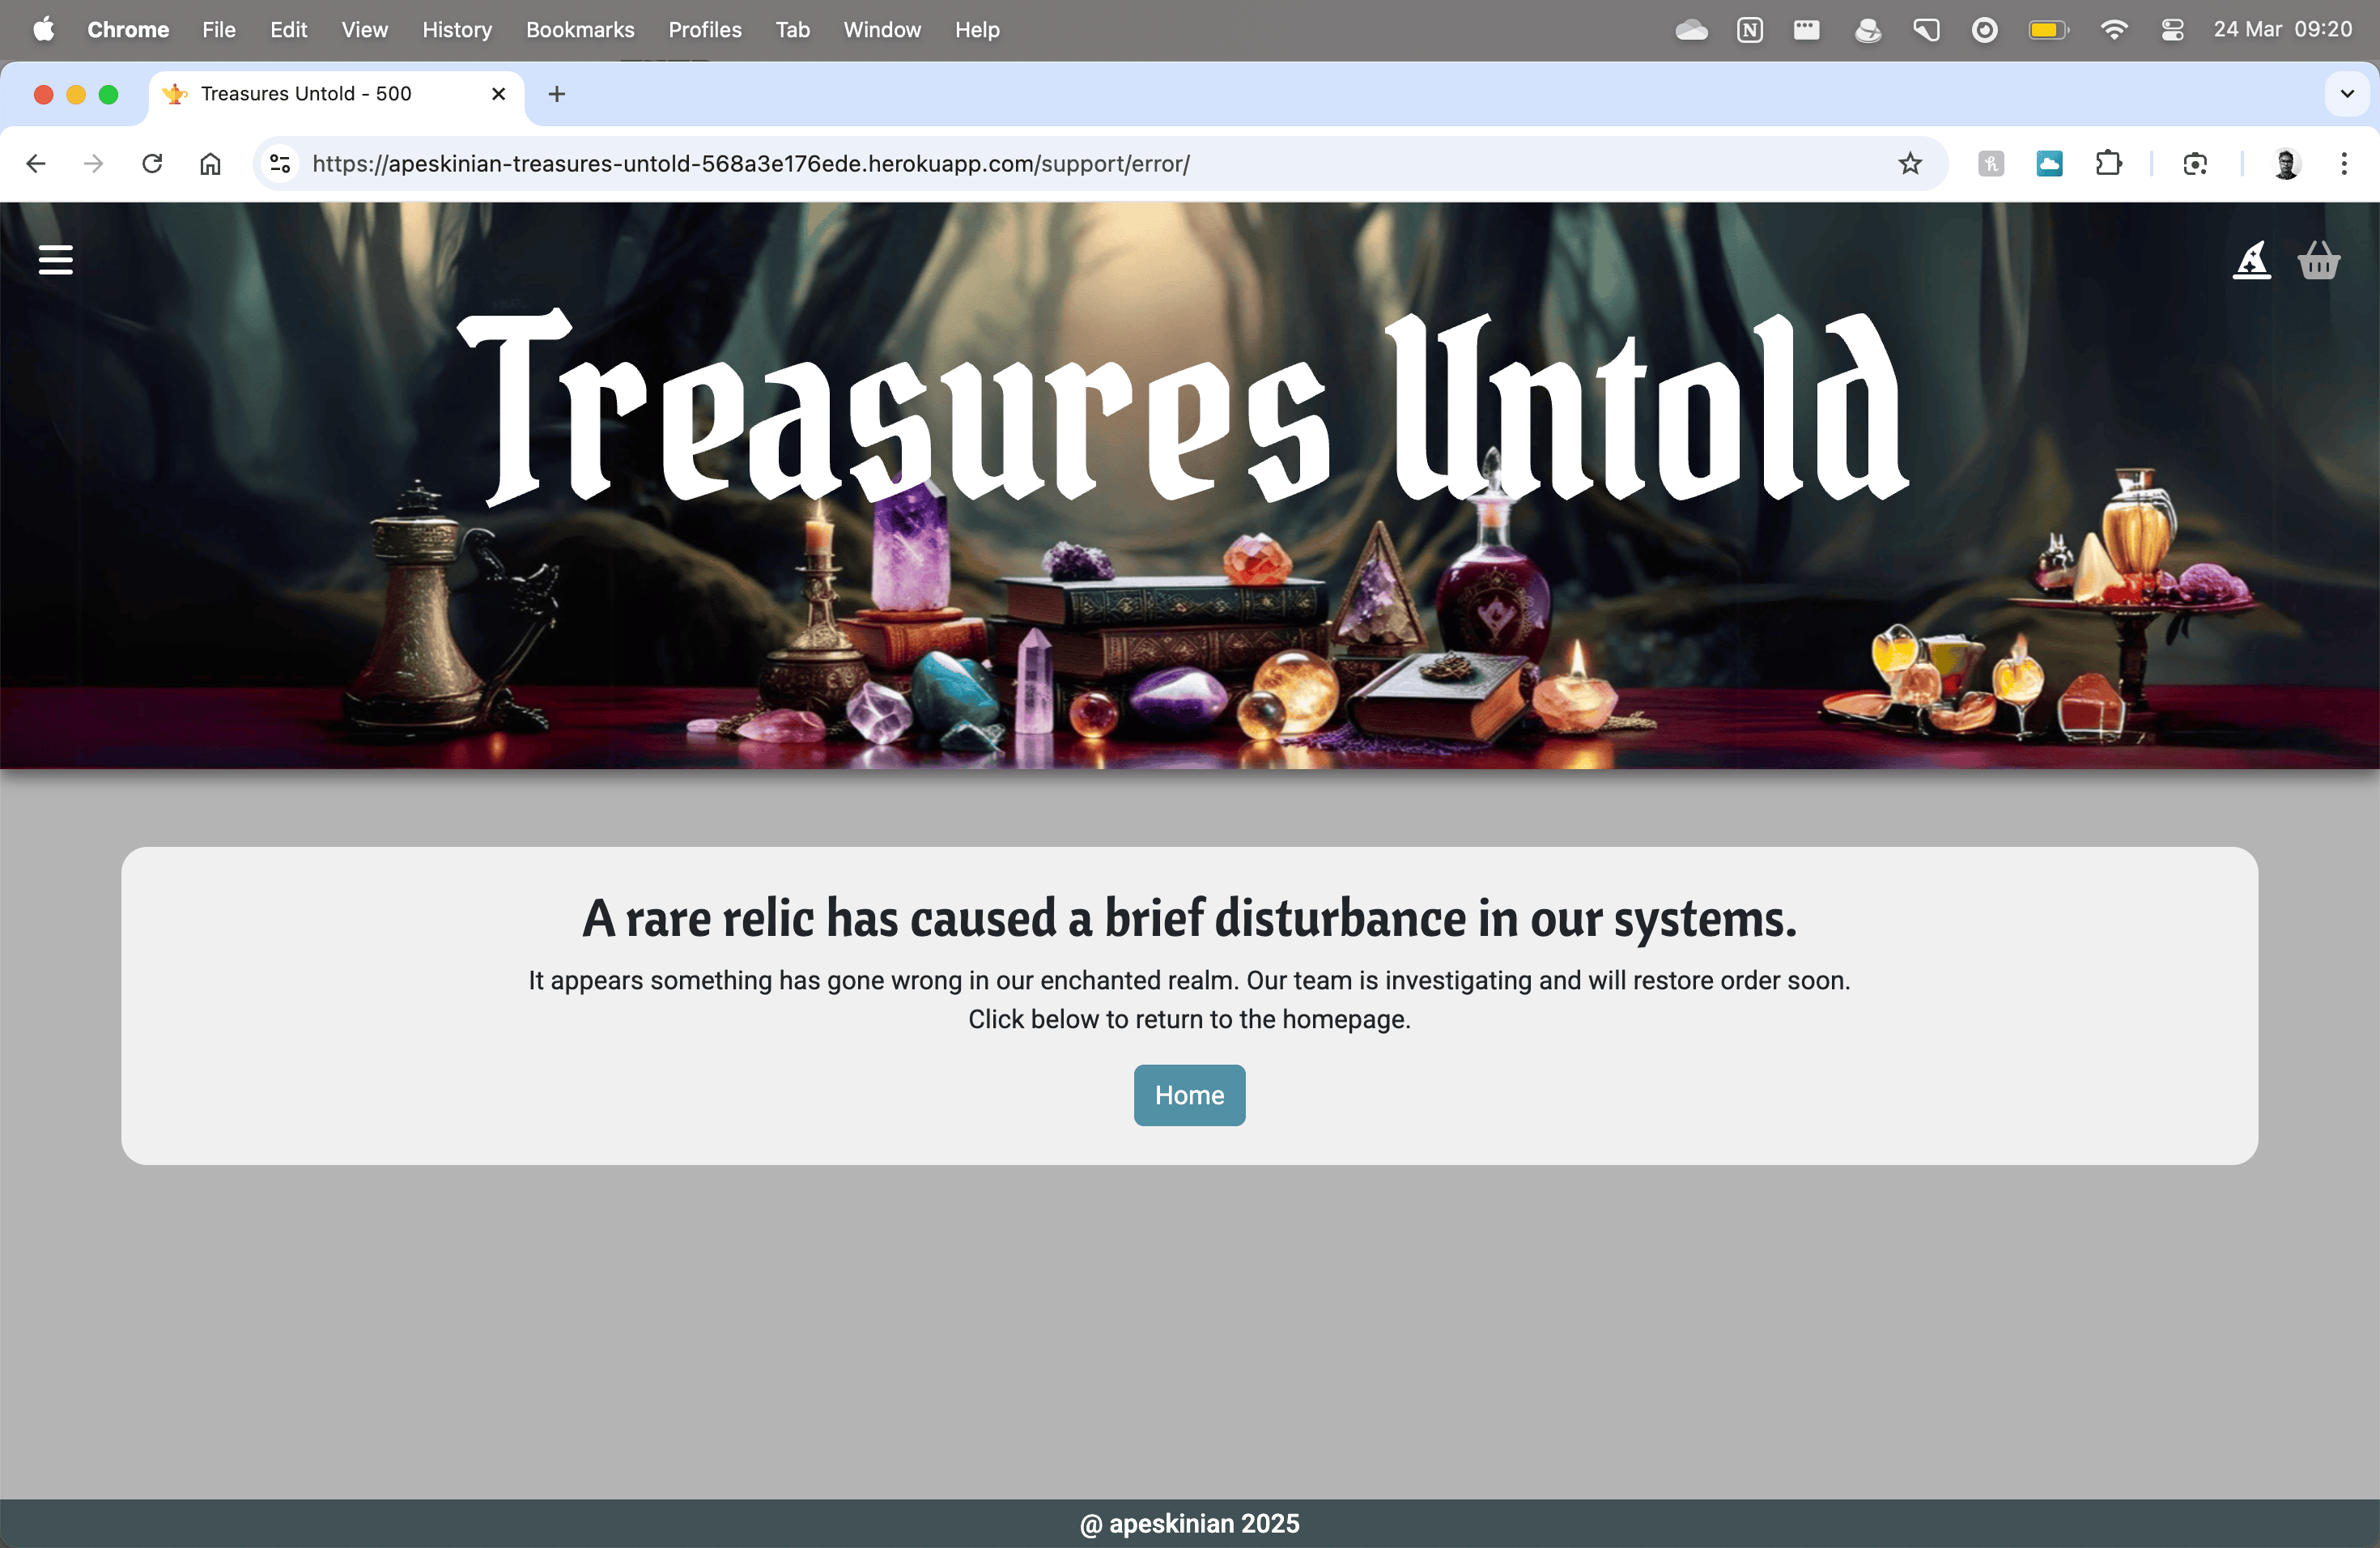 Chrome File Edit View History Bookmarks Profiles Tab Window Help 24 Mar 09:20
Treasures Untold - 500
https://apeskinian-treasures-untold-568a3e176ede.herokuapp.com/support/error/
Treasures Untold
A rare relic has caused a brief disturbance in our systems.
It appears something has gone wrong in our enchanted realm. Our team is investigating and will restore order soon.
Click below to return to the homepage.
Home
@ apeskinian 2025